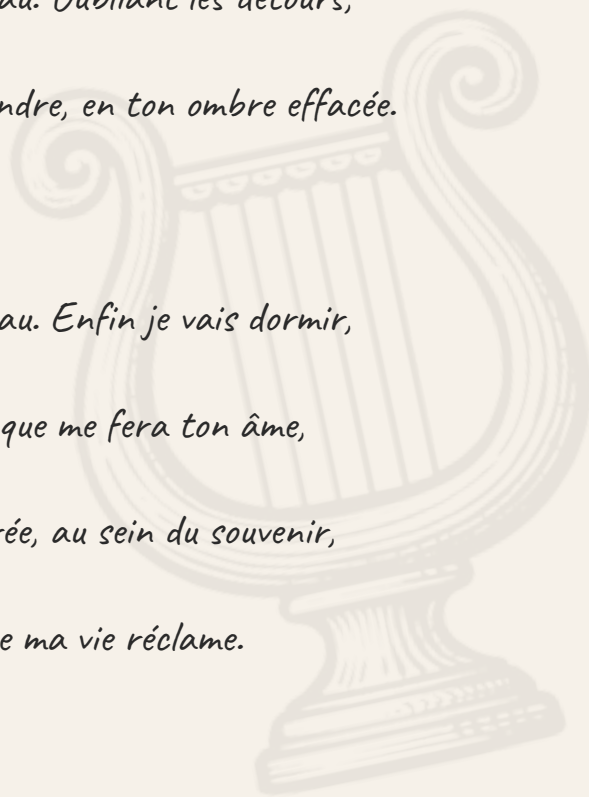 au. Oubliant les détours,
ndre, en ton ombre effacée.
au. Enfin je vais dormir,
que me fera ton âme,
rée, au sein du souvenir,
e ma vie réclame.